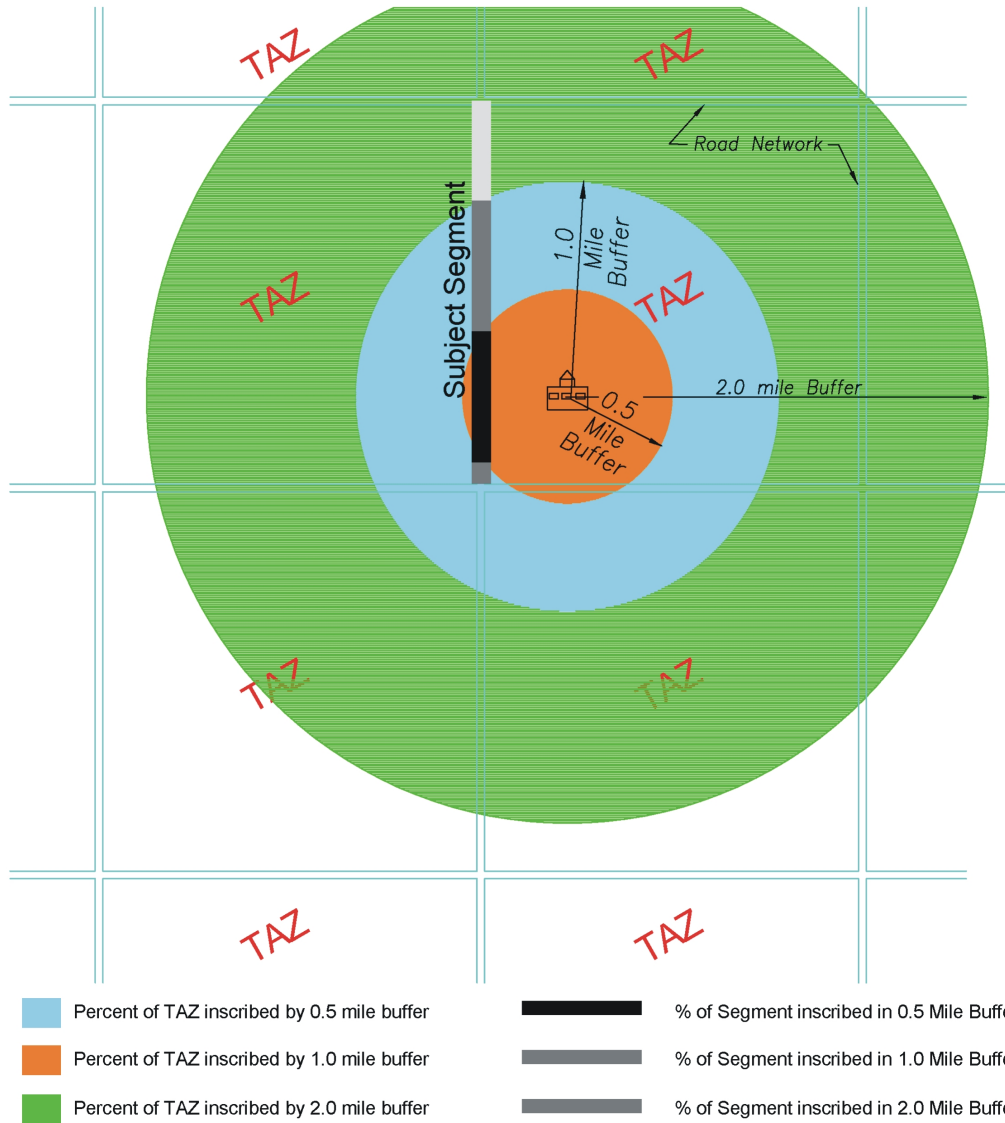 TAZ
TAZ
Road Network
Subject Segment
1.0
Mile
Buffer
TAZ
TAZ
2.0 mile Buffer
0.5
Mile
Buffer
TAZ
TAZ
TAZ
TAZ
Percent of TAZ inscribed by 0.5 mile buffer
% of Segment inscribed in 0.5 Mile Buffe
Percent of TAZ inscribed by 1.0 mile buffer
% of Segment inscribed in 1.0 Mile Buffe
Percent of TAZ inscribed by 2.0 mile buffer
% of Segment inscribed in 2.0 Mile Buffe